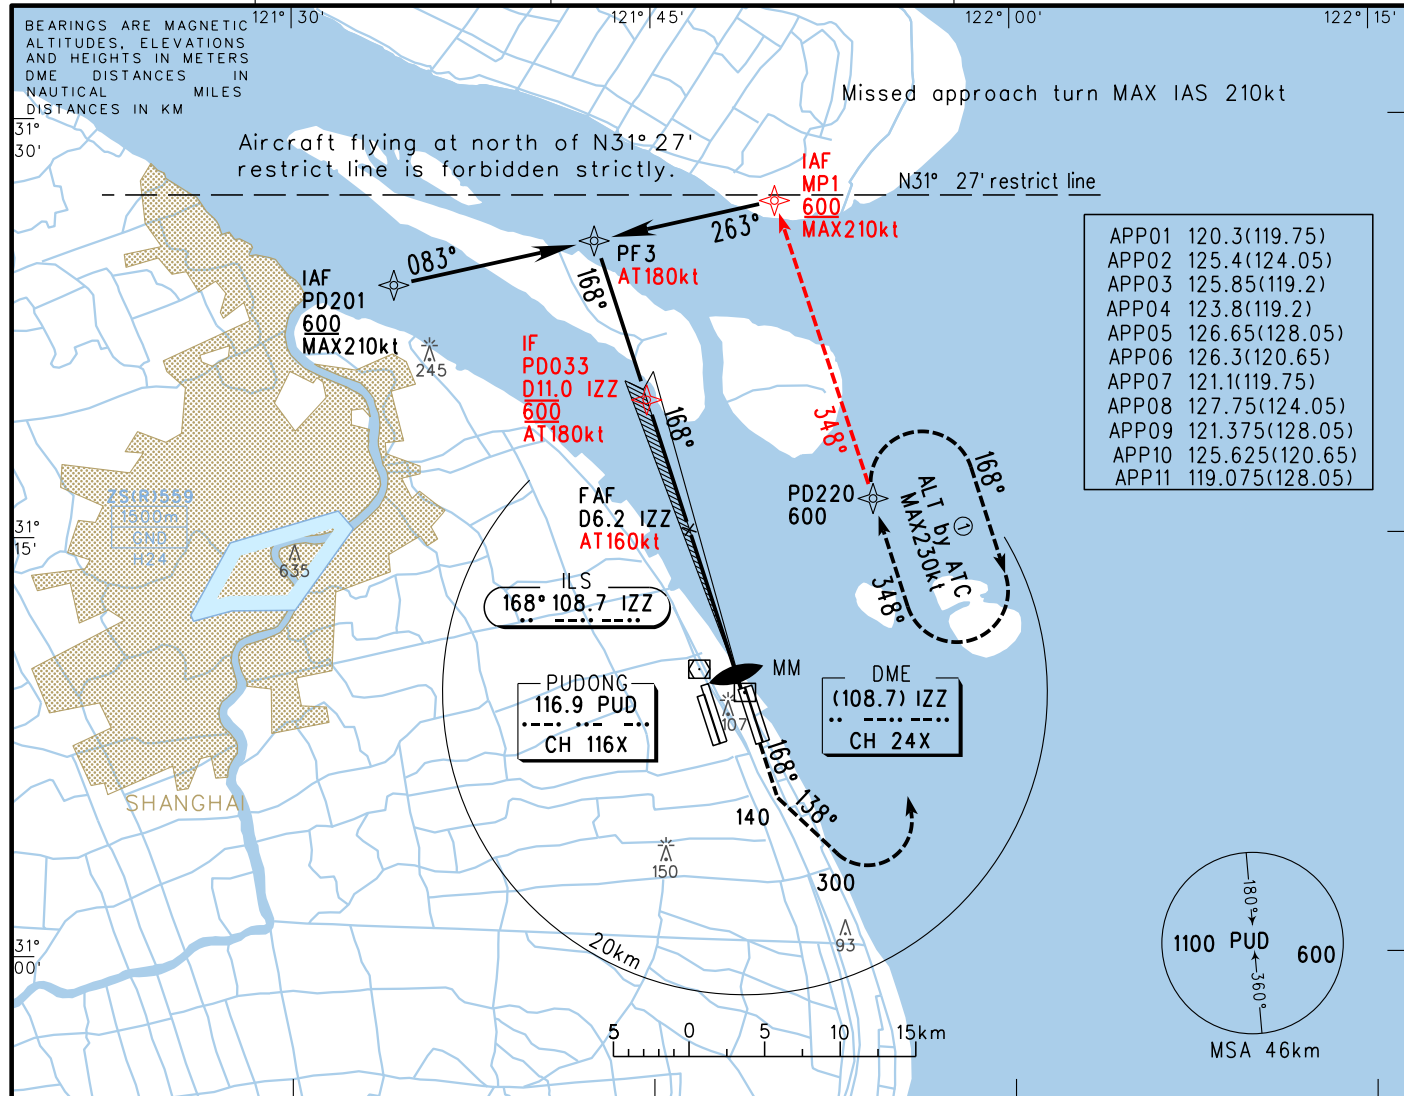 121° 30'
121° 45'
122° 00'
122° 15'
BEARINGS ARE MAGNETIC
ALTITUDES, ELEVATIONS
AND HEIGHTS IN METERS
DME DISTANCES IN
NAUTICAL MILES
DISTANCES IN KM
Missed approach turn MAX IAS 210kt
31°
30'
Aircraft flying at north of N31° 27'
restrict line is forbidden strictly.
N31° 27' restrict line
IAF
MP1
600
MAX210kt
263°
083°
PF3
AT180kt
168°
IAF
PD201
600
MAX210kt
245
IF
PD033
D11.0 IZZ
600
AT180kt
168°
APP01 120.3(119.75)
APP02 125.4(124.05)
APP03 125.85(119.2)
APP04 123.8(119.2)
APP05 126.65(128.05)
APP06 126.3(120.65)
APP07 121.1(119.75)
APP08 127.75(124.05)
APP09 121.375(128.05)
APP10 125.625(120.65)
APP11 119.075(128.05)
348°
168°
PD220
600
ALT by ATC
MAX230kt
①
348°
FAF
D6.2 IZZ
AT160kt
ZS(R)559
1500m
GND
H24
31°
15'
635
ILS
168° 108.7 IZZ
MM
PUDONG
116.9 PUD
CH 116X
107
DME
(108.7) IZZ
CH 24X
168°
138°
140
300
SHANGHAI
150
93
20km
31°
00'
5 0 5 10 15km
180°
1100 PUD 600
360°
MSA 46km